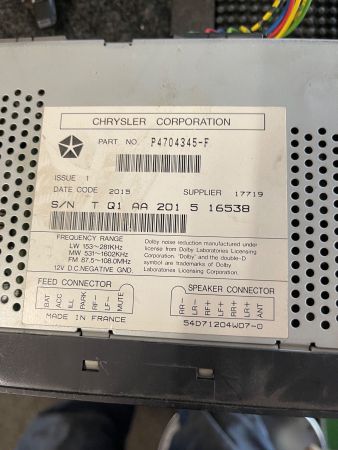 CHRYSLER CORPORATION
PART NO. P4704345-F
ISSUE 1
DATE CODE 2015 SUPPLIER 17719
S/N T Q1 AA 201 5 16538
FREQUENCY RANGE
LW 153~281KHz
MW 531~1602KHz
FM 87.5~108.0MHz
12V D.C.NEGATIVE GND.
Dolby noise reduction manufactured under
license from Dolby Laboratories Licensing
Corporation. 'Dolby' and the double-D
symbol are trademarks of Dolby
Laboratories Licensing Corporation.
FEED CONNECTOR
BAT ACC ILL PARK RF- LF- MUTE
MADE IN FRANCE
SPEAKER CONNECTOR
RR- LR- RF+ LF+ RR+ LR+ ANT
54D71204W07-0